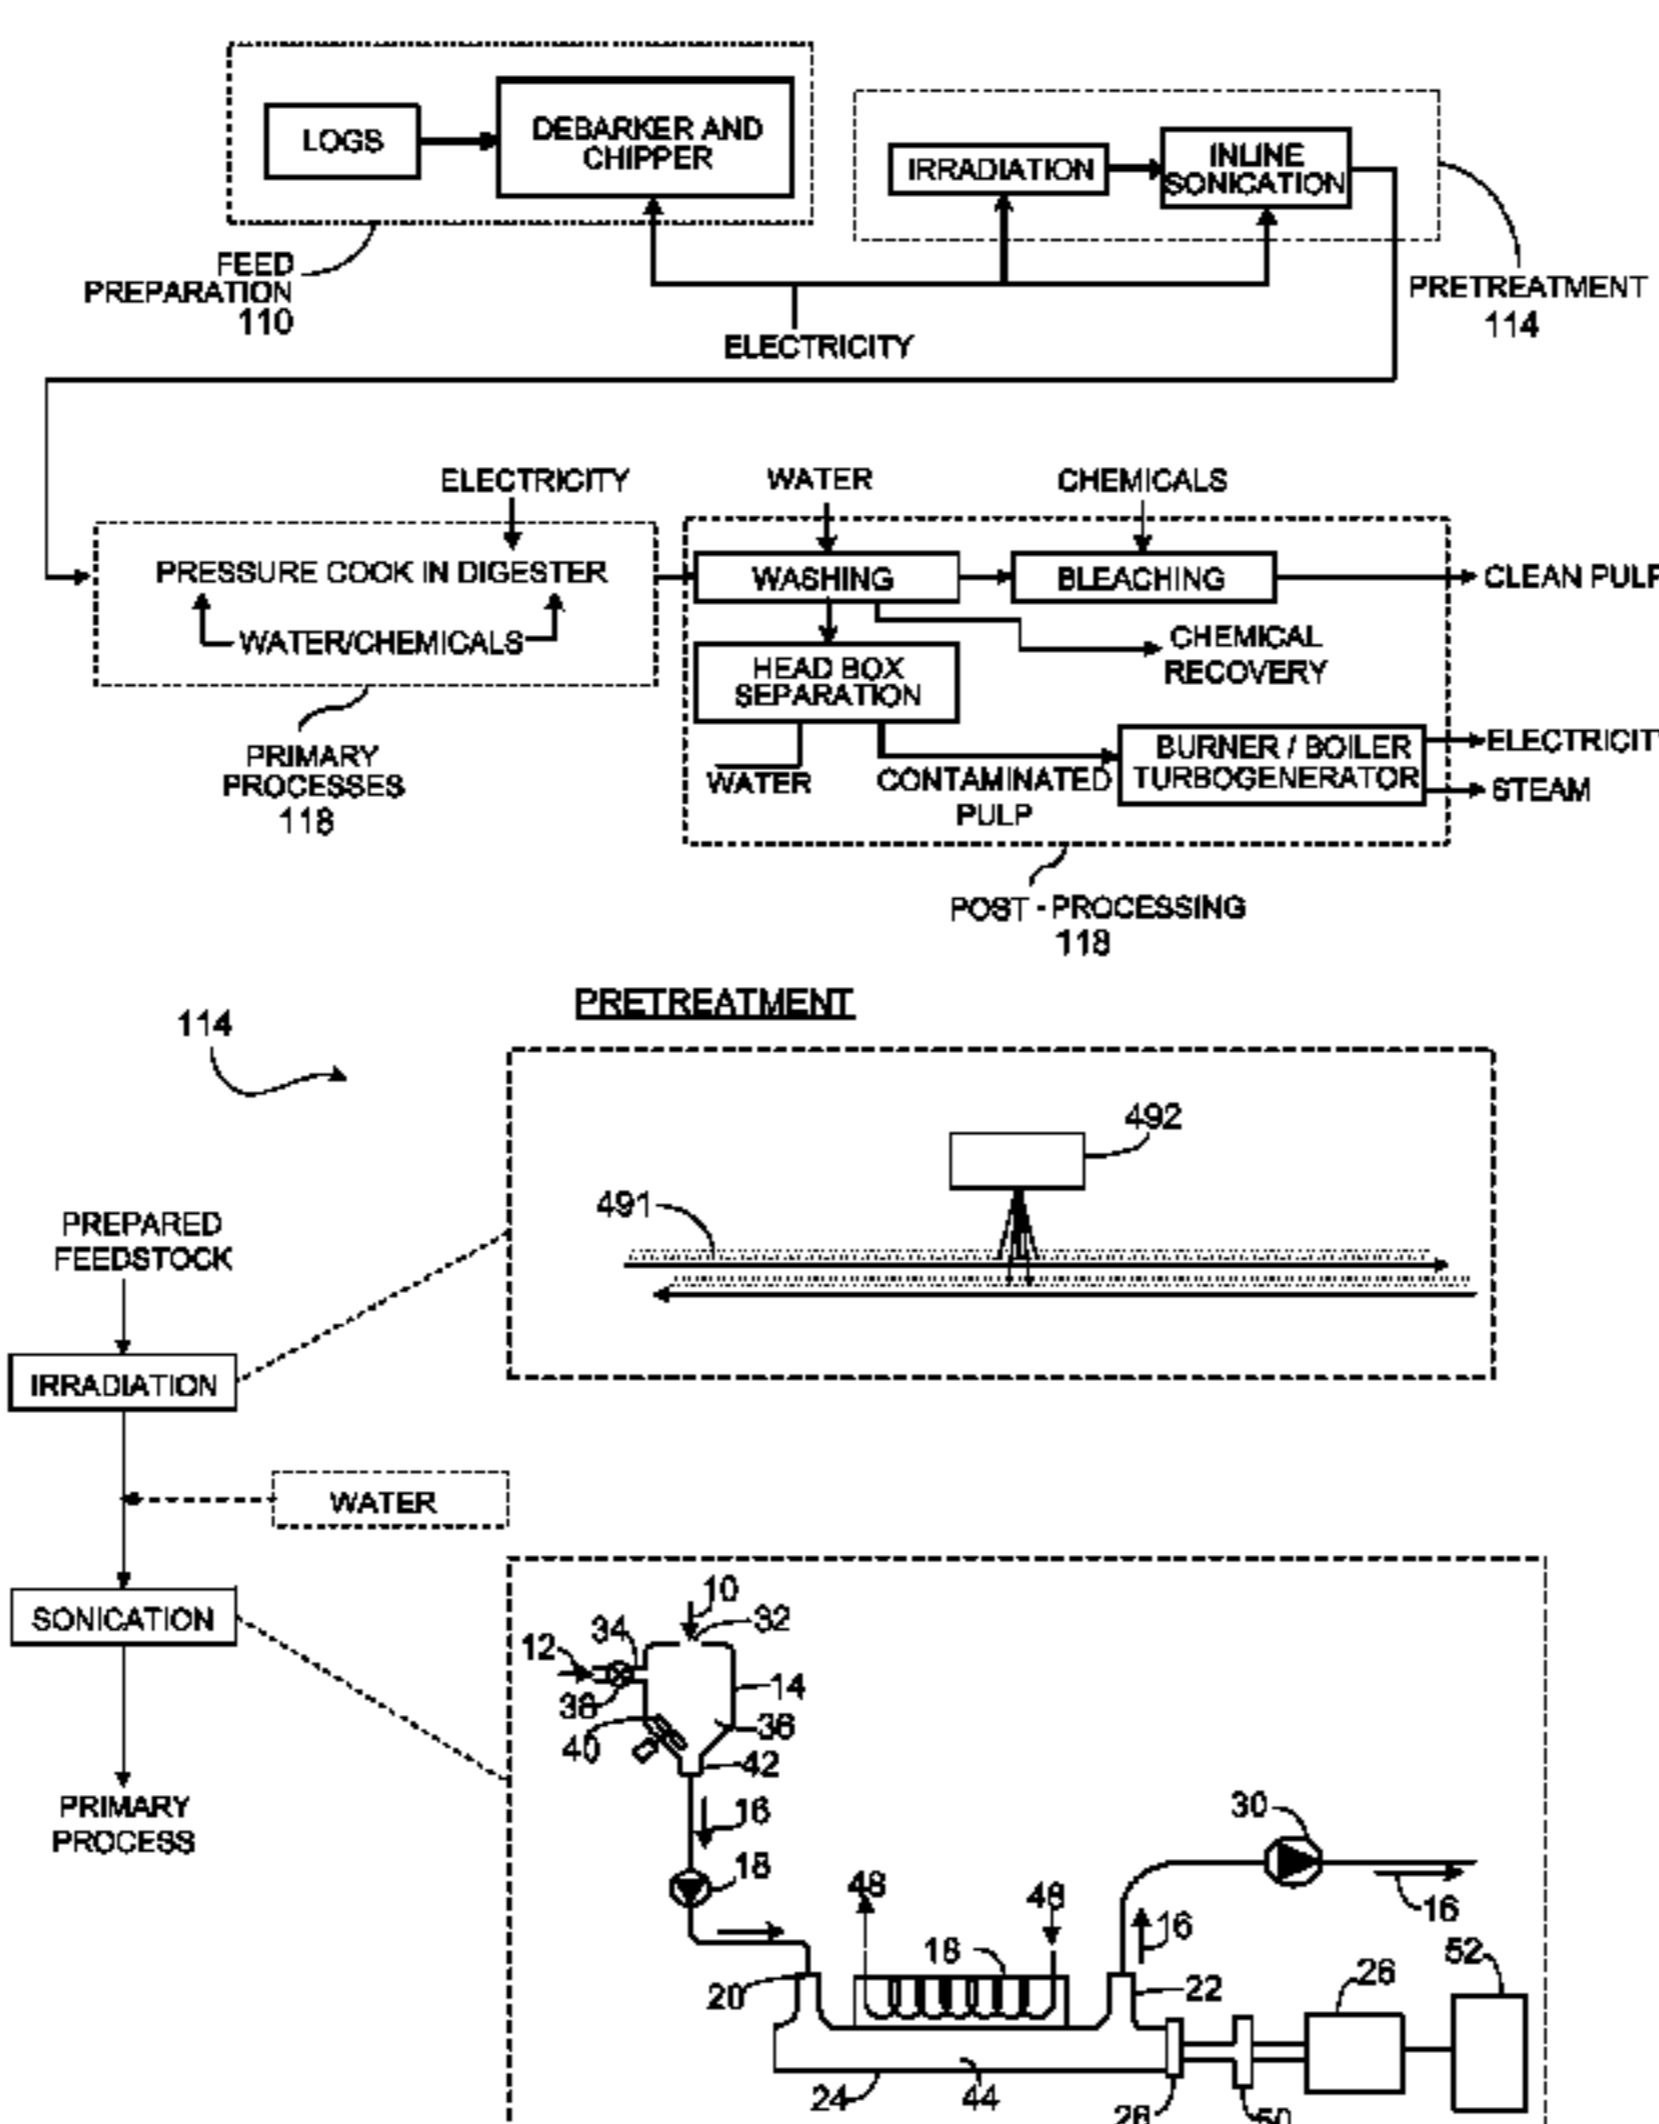 LOGS
DEBARKER AND
CHIPPER
IRRADIATION
INLINE
SONICATION
FEED
PREPARATION
110
ELECTRICITY
PRETREATMENT
114
ELECTRICITY
WATER
CHEMICALS
PRESSURE COOK IN DIGESTER
WATER/CHEMICALS
WASHING
BLEACHING
CLEAN PULP
HEAD BOX
SEPARATION
CHEMICAL
RECOVERY
WATER
CONTAMINATED
PULP
BURNER / BOILER
TURBOGENERATOR
ELECTRICITY
STEAM
PRIMARY
PROCESSES
118
POST - PROCESSING
118
PRETREATMENT
114
492
491
PREPARED
FEEDSTOCK
IRRADIATION
WATER
SONICATION
PRIMARY
PROCESS
10
32
34
12
14
36
40
42
16
18
30
48
48
16
16
18
20
22
26
52
24
44
50